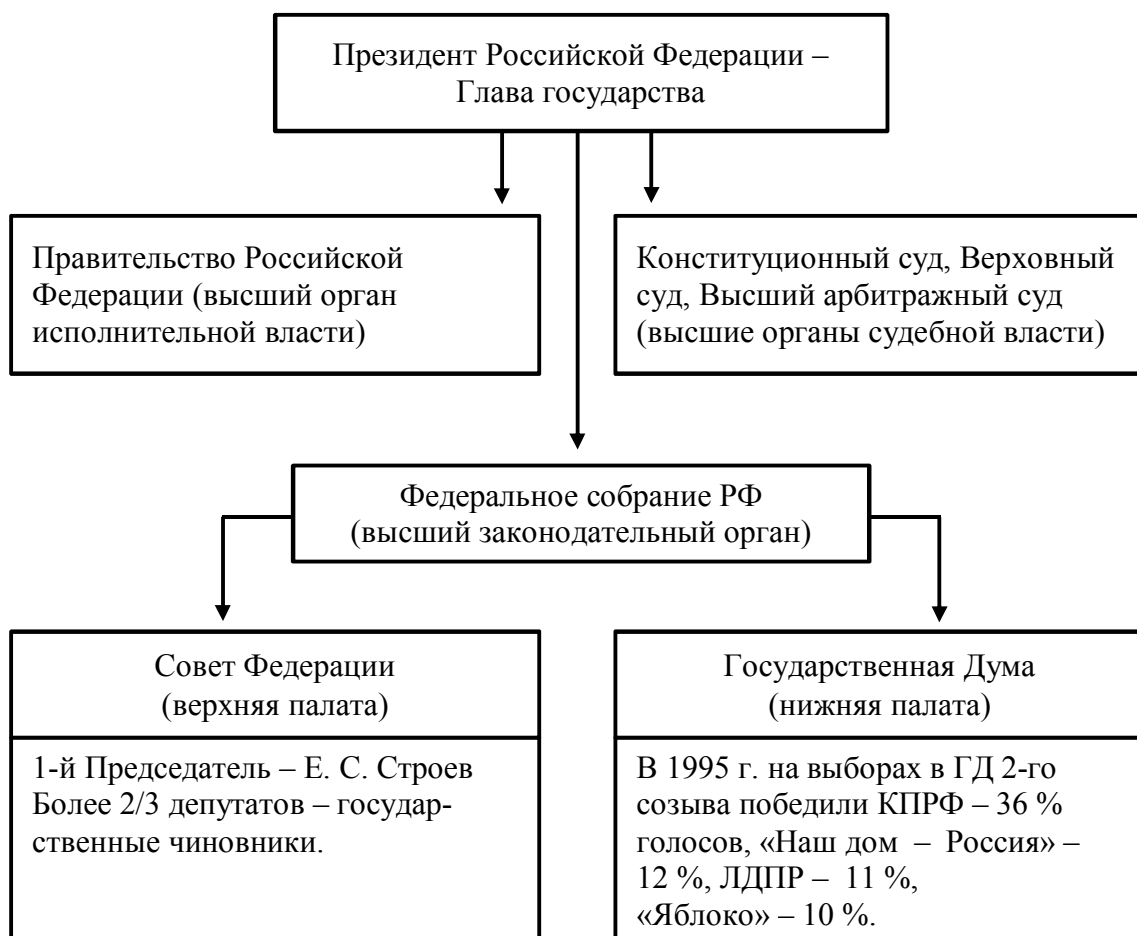 Президент Российской Федерации –
Глава государства
Правительство Российской
Федерации (высший орган
исполнительной власти)
Конституционный суд, Верховный
суд, Высший арбитражный суд
(высшие органы судебной власти)
Федеральное собрание РФ
(высший законодательный орган)
Совет Федерации
(верхняя палата)
1-й Председатель – Е. С. Строев
Более 2/3 депутатов – государ-
ственные чиновники.
Государственная Дума
(нижняя палата)
В 1995 г. на выборах в ГД 2-го
созыва победили КПРФ – 36 %
голосов, «Наш дом – Россия» –
12 %, ЛДПР – 11 %,
«Яблоко» – 10 %.